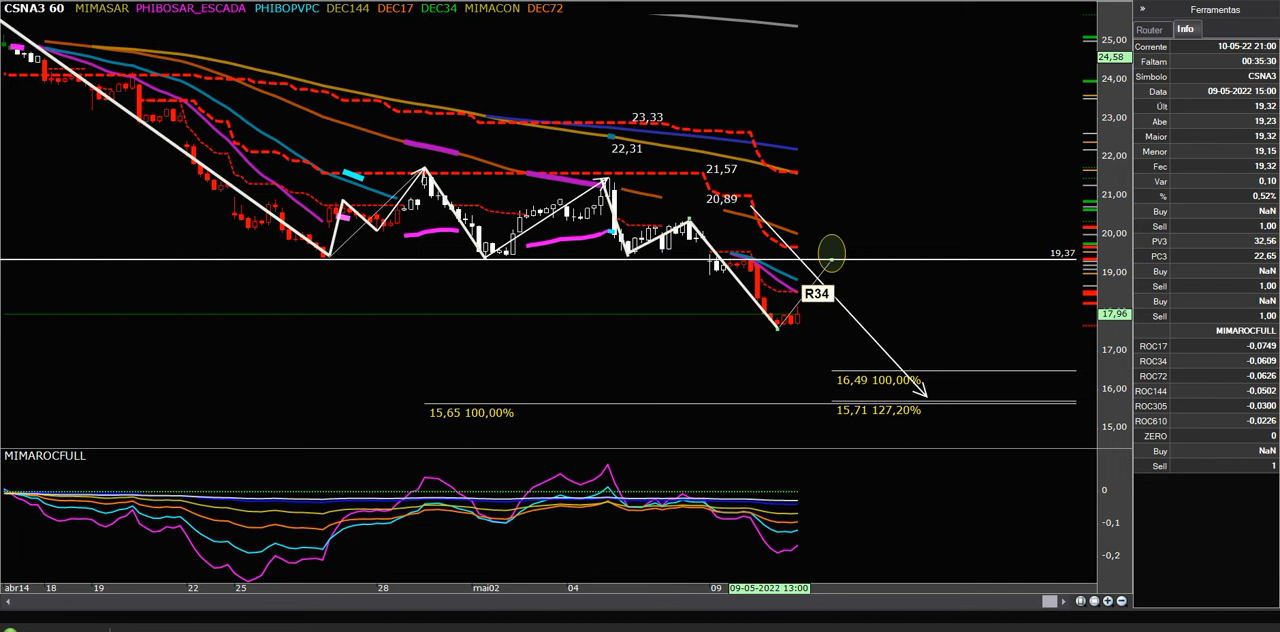 CSNA3 60 MIMASAR PHIBOSAR_ESCADA PHIBOPVPC DEC144 DEC17 DEC34 MIMACON DEC72
23,33
22,31
21,57
20,89
19,37
R34
16,49 100,00%
15,71 127,20%
15,65 100,00%
25,00
24,58
24,00
23,00
22,00
21,00
20,00
19,00
17,96
17,00
16,00
15,00
MIMAROCFULL
0
-0,1
-0,2
abr14 18 19 22 25 28 mai02 04 09 09-05-2022 13:00
» Ferramentas
Router Info
Corrente 10-05-22 21:00
Faltam 00:35:30
Simbolo CSNA3
Data 09-05-2022 15:00
Últ 19,32
Abe 19,23
Maior 19,32
Menor 19,15
Fec 19,32
Var 0,10
% 0,52%
Buy NaN
Sell 1,00
PV3 32,56
PC3 22,65
Buy NaN
Sell 1,00
Buy NaN
Sell 1,00
MIMAROCFULL
ROC17 -0,0749
ROC34 -0,0609
ROC72 -0,0626
ROC144 -0,0502
ROC305 -0,0300
ROC610 -0,0226
ZERO 0
Buy NaN
Sell 1